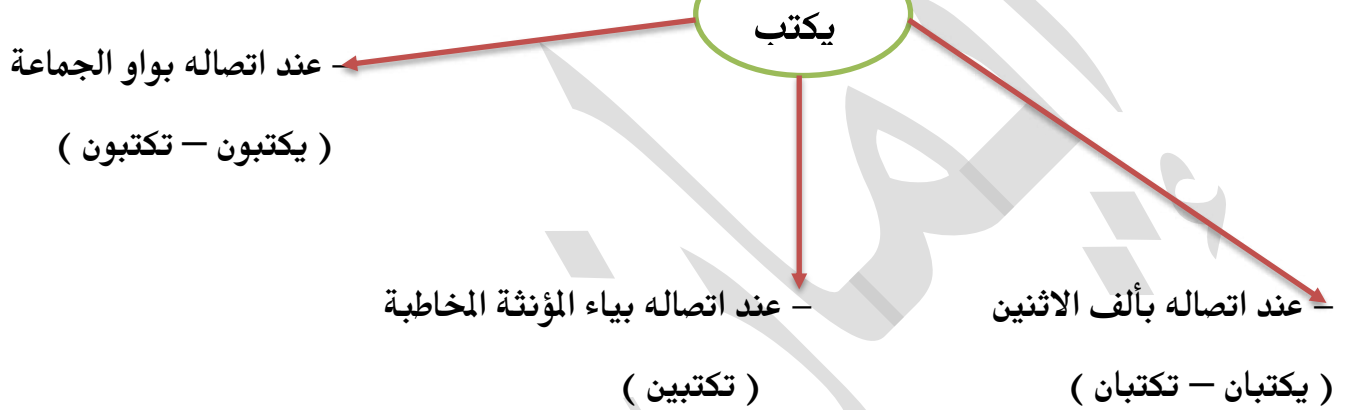 يكتب
– عند اتصاله بواو الجماعة
( يكتبون – تكتبون )
– عند اتصاله بألف الاثنين
– عند اتصاله بياء المؤنثة المخاطبة
( يكتبان – تكتبان )
( تكتبين )